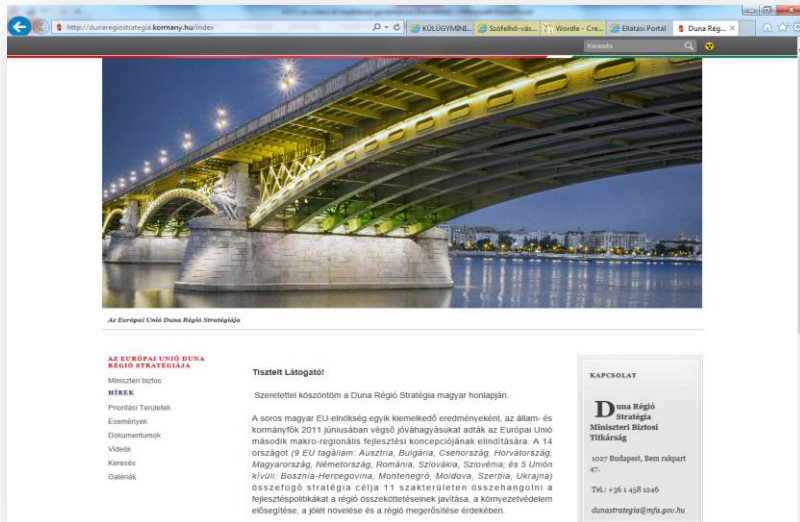 http://dunaregiostrategia.kormany.hu/index
KÜLÜGYMINI...
Szófelhő-vás...
Wordle - Cre...
Ellátási Portál
Duna Rég...
Keresés
Az Európai Unió Duna Régió Stratégiája
AZ EURÓPAI UNIÓ DUNA
RÉGIÓ STRATÉGIÁJA
Miniszteri biztos
HÍREK
Prioritási Területek
Események
Dokumentumok
Videók
Keresés
Galériák
Tisztelt Látogató!
Szeretettel köszöntöm a Duna Régió Stratégia magyar honlapján.
A soros magyar EU-elnökség egyik kiemelkedő eredményeként, az állam- és
kormányfők 2011 júniusában végső jóváhagyásukat adták az Európai Unió
második makro-regionális fejlesztési koncepciójának elindítására. A 14
országot (9 EU tagállam: Ausztria, Bulgária, Csehország, Horvátország,
Magyarország, Németország, Románia, Szlovákia, Szlovénia; és 5 Unión
kívüli: Bosznia-Hercegovina, Montenegró, Moldova, Szerbia, Ukrajna)
összefogó stratégia célja 11 szakterületen összehangolni a
fejlesztéspolitikákat a régió összeköttetéseinek javítása, a környezetvédelem
elősegítése, a jólét növelése és a régió megerősítése érdekében.
KAPCSOLAT
Duna Régió
Stratégia
Miniszteri Biztosi
Titkárság
1027 Budapest, Bem rakpart
47.
Tel.: +36 1 458 1246
dunastrategia@mfa.gov.hu